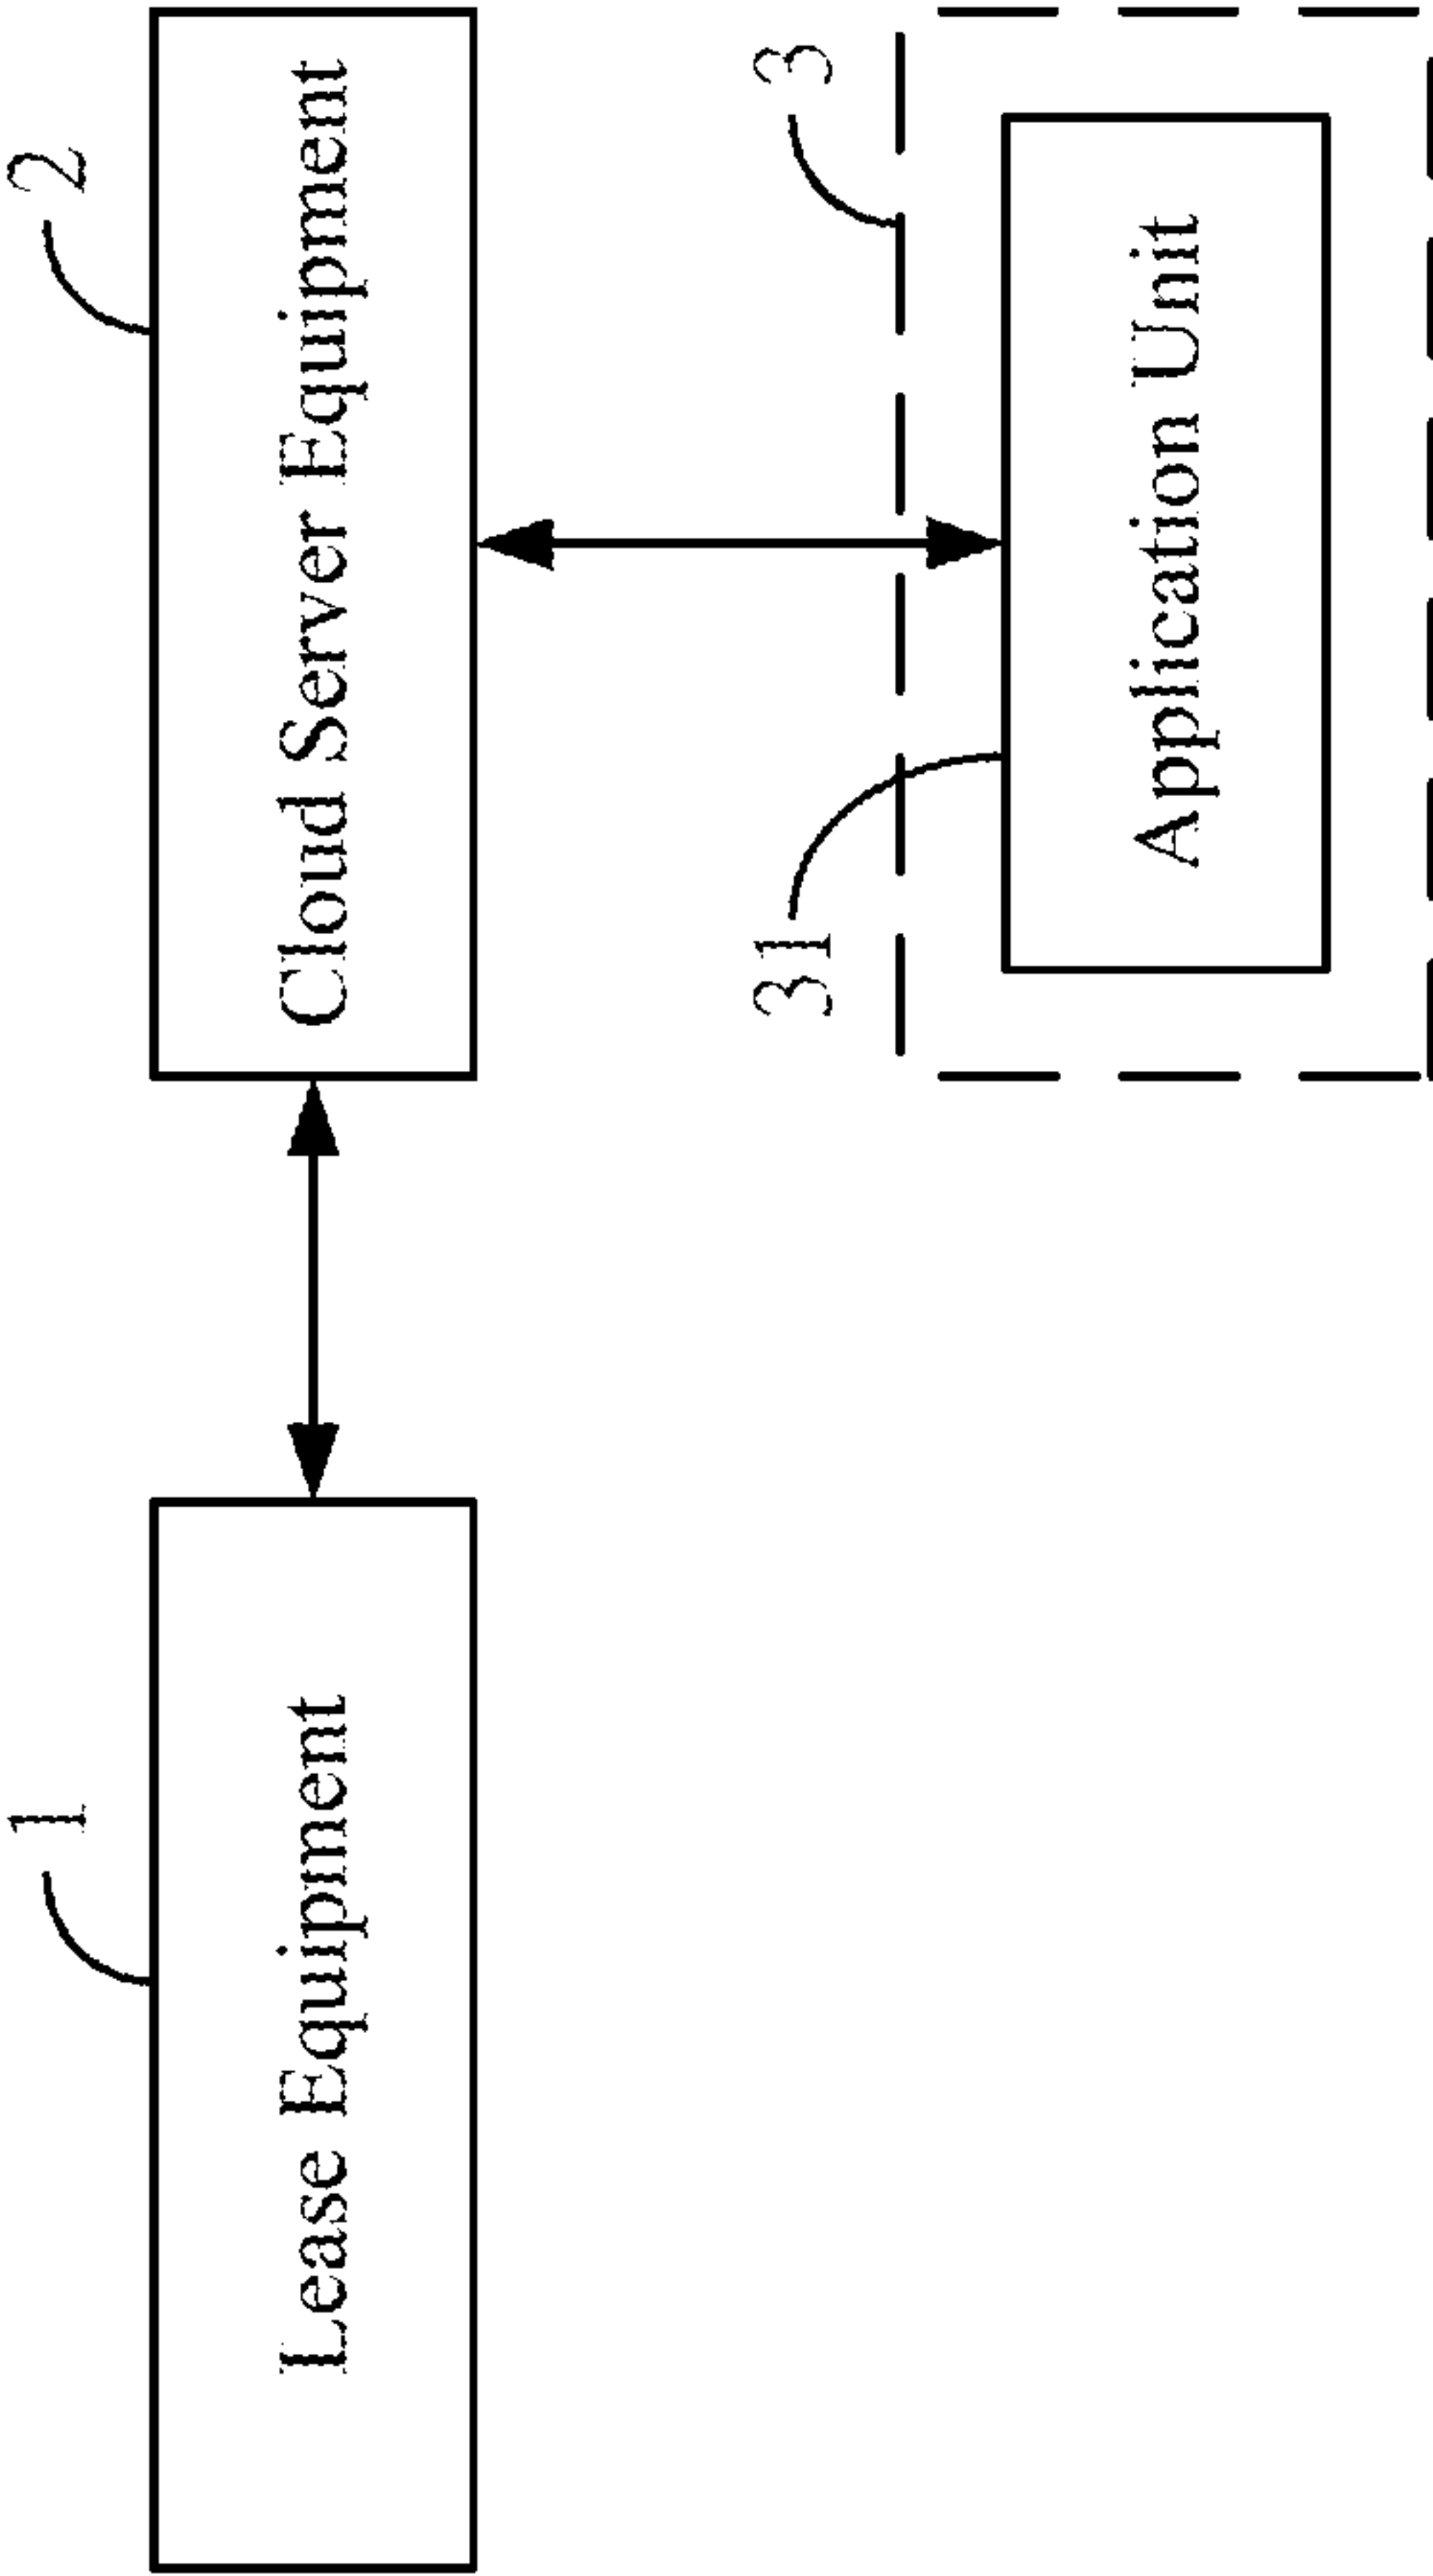 1
2
Lease Equipment
Cloud Server Equipment
31
3
Application Unit